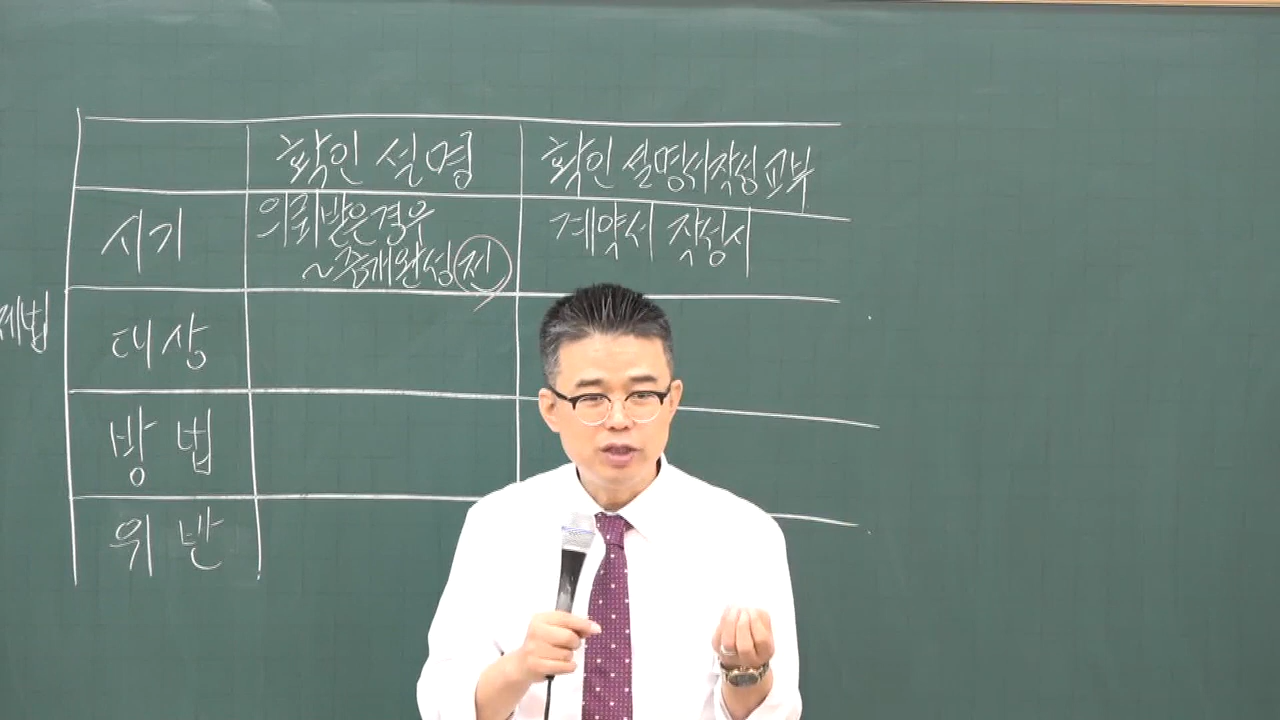 확인 설명
확인 설명서작성 교부
시기
의뢰받은경우
~중개완성전
계약서 작성시
대상
방법
위반